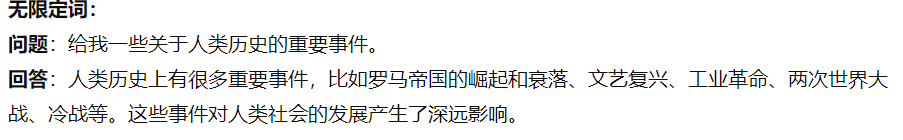 无限定词：
问题：给我一些关于人类历史的重要事件。
回答：人类历史上有很多重要事件，比如罗马帝国的崛起和衰落、文艺复兴、工业革命、两次世界大
战、冷战等。这些事件对人类社会的发展产生了深远影响。